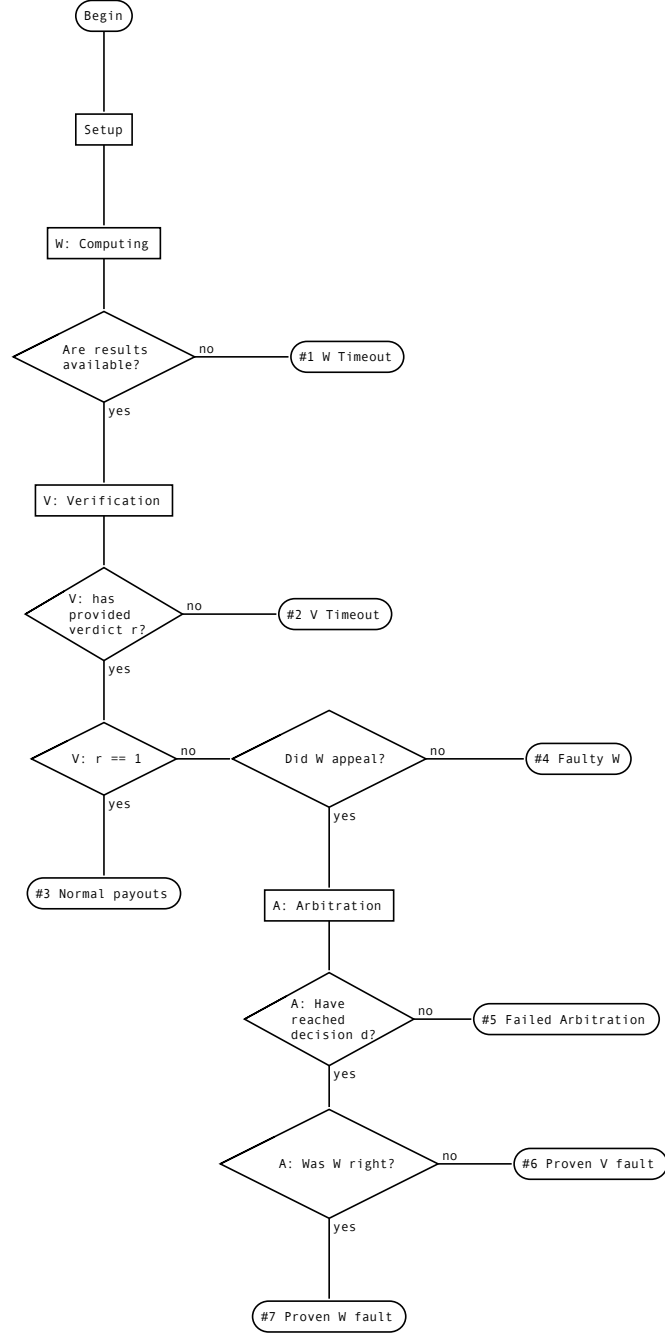 Begin
Setup
W: Computing
Are results
available?
no
#1 W Timeout
yes
V: Verification
V: has
provided
verdict r?
no
#2 V Timeout
yes
V: r == 1
no
Did W appeal?
no
#4 Faulty W
yes
yes
#3 Normal payouts
A: Arbitration
A: Have
reached
decision d?
no
#5 Failed Arbitration
yes
A: Was W right?
no
#6 Proven V fault
yes
#7 Proven W fault